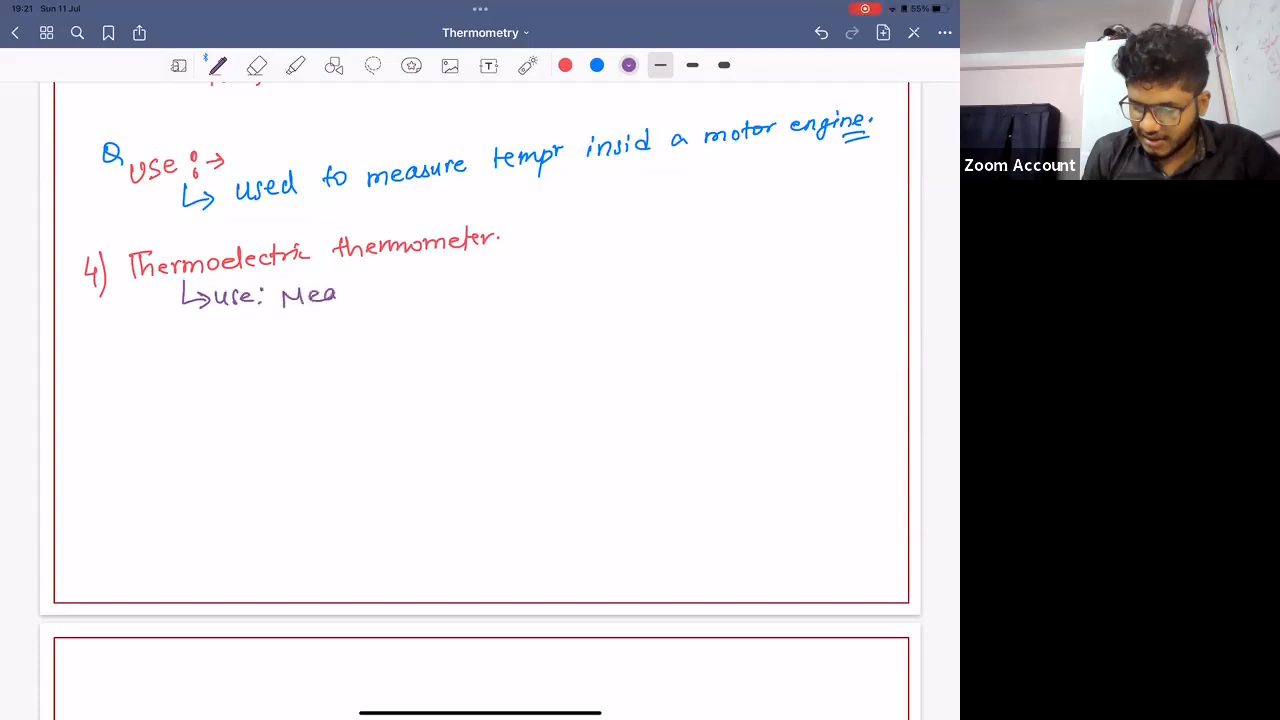 19:21 Sun 11 Jul
55%
Thermometry
T
Q
USE :→
↳ used to measure tempr insid a motor engine.
4) Thermoelectric thermometer.
↳use: Mea
Zoom Account